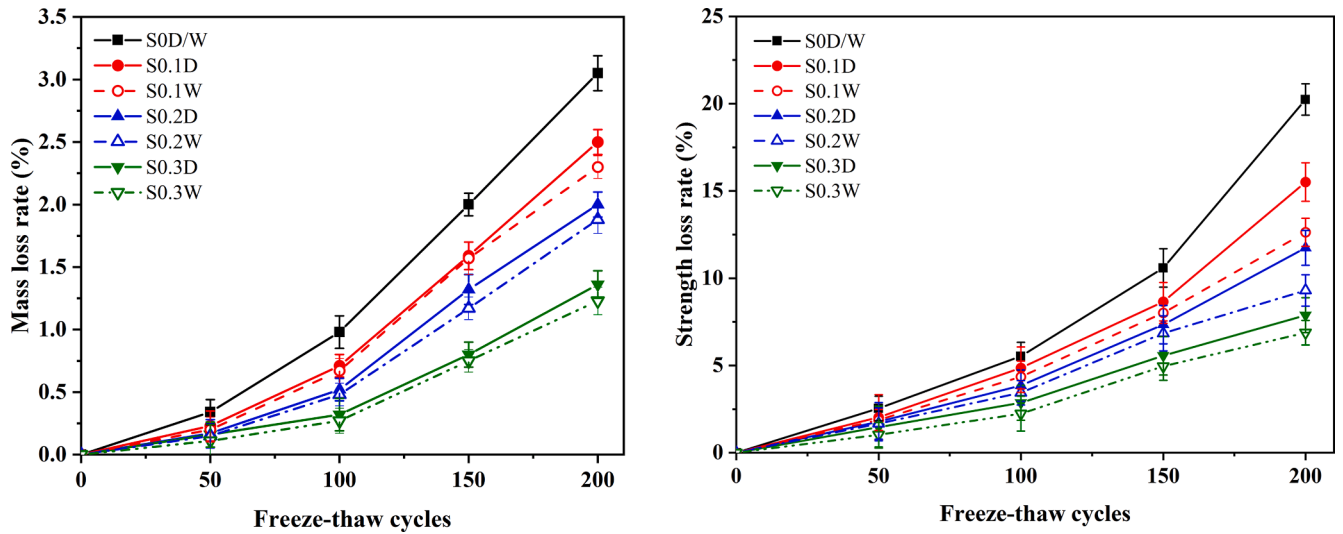 Mass loss rate (%)
3.5
3.0
2.5
2.0
1.5
1.0
0.5
0.0
S0D/W
S0.1D
S0.1W
S0.2D
S0.2W
S0.3D
S0.3W
0 50 100 150 200
Freeze-thaw cycles
Strength loss rate (%)
25
20
15
10
5
0
S0D/W
S0.1D
S0.1W
S0.2D
S0.2W
S0.3D
S0.3W
0 50 100 150 200
Freeze-thaw cycles